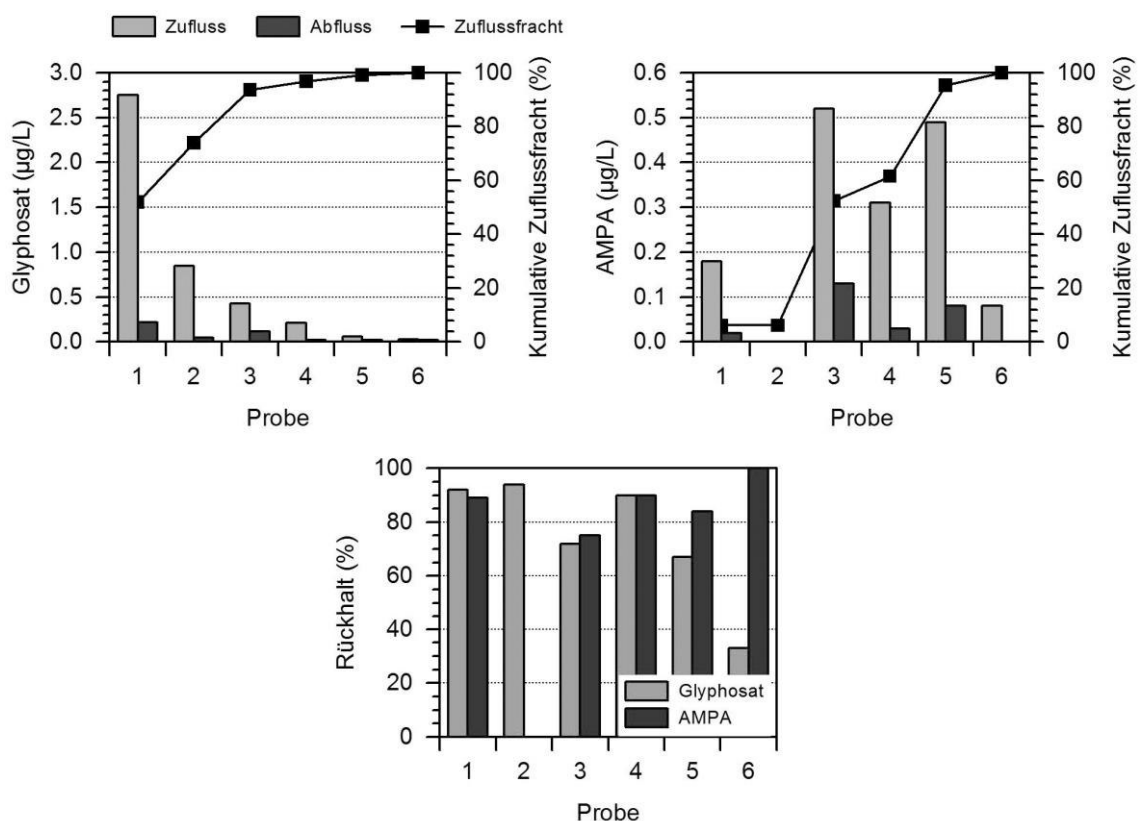 Zufluss Abfluss Zuflussfracht
Glyphosat (µg/L)
3.0
2.5
2.0
1.5
1.0
0.5
0.0
100
80
60
40
20
0
Kumulative Zuflussfracht (%)
1 2 3 4 5 6
Probe
AMPA (µg/L)
0.6
0.5
0.4
0.3
0.2
0.1
0.0
100
80
60
40
20
0
Kumulative Zuflussfracht (%)
1 2 3 4 5 6
Probe
Rückhalt (%)
100
80
60
40
20
0
Glyphosat
AMPA
1 2 3 4 5 6
Probe